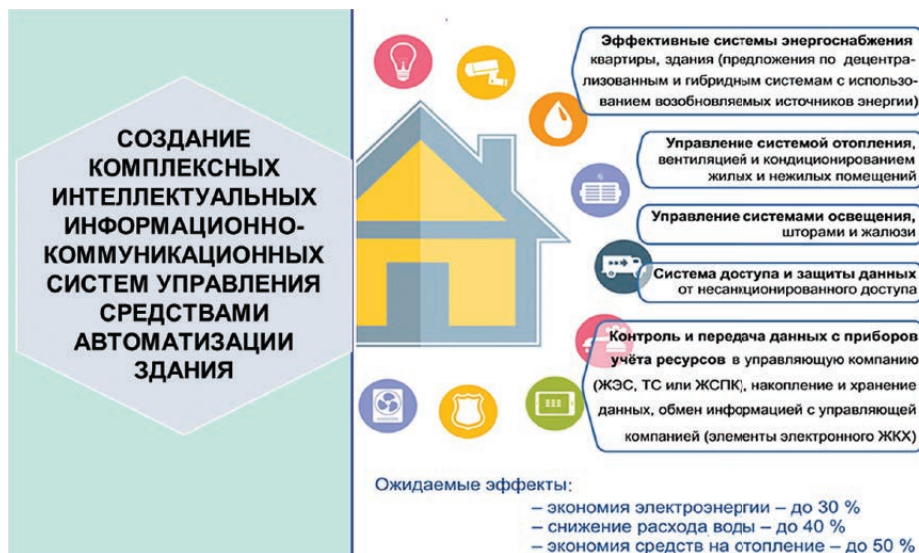 СОЗДАНИЕ
КОМПЛЕКСНЫХ
ИНТЕЛЛЕКТУАЛЬНЫХ
ИНФОРМАЦИОННО-
КОММУНИКАЦИОННЫХ
СИСТЕМ УПРАВЛЕНИЯ
СРЕДСТВАМИ
АВТОМАТИЗАЦИИ
ЗДАНИЯ
Эффективные системы энергоснабжения
квартиры, здания (предложения по децентра-
лизованным и гибридным системам с использо-
ванием возобновляемых источников энергии)
Управление системой отопления,
вентиляцией и кондиционированием
жилых и нежилых помещений
Управление системами освещения,
шторами и жалюзи
Система доступа и защиты данных
от несанкционированного доступа
Контроль и передача данных с приборов
учёта ресурсов в управляющую компанию
(ЖЭС, ТС или ЖСПК), накопление и хранение
данных, обмен информацией с управляющей
компанией (элементы электронного ЖКХ)
Ожидаемые эффекты:
– экономия электроэнергии – до 30 %
– снижение расхода воды – до 40 %
– экономия средств на отопление – до 50 %